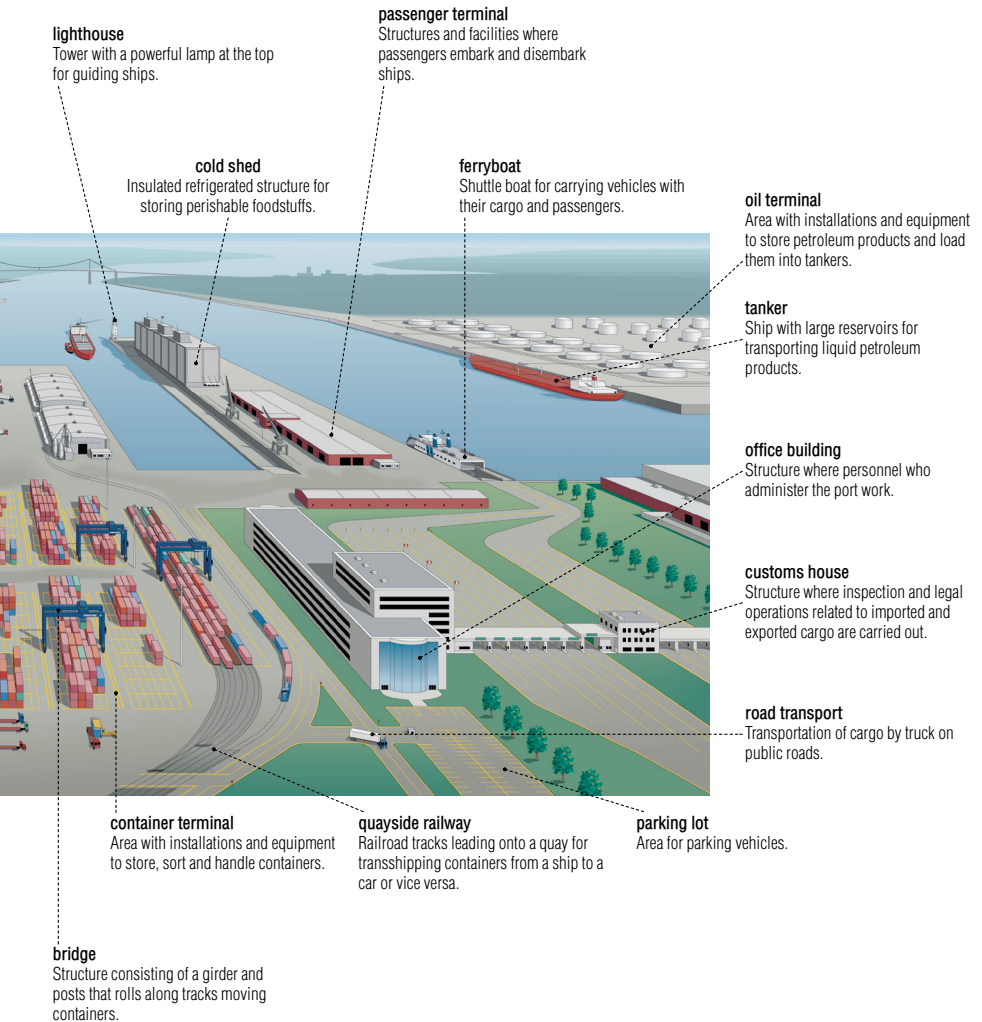 passenger terminal
Structures and facilities where
passengers embark and disembark
ships.
lighthouse
Tower with a powerful lamp at the top
for guiding ships.
cold shed
Insulated refrigerated structure for
storing perishable foodstuffs.
ferryboat
Shuttle boat for carrying vehicles with
their cargo and passengers.
oil terminal
Area with installations and equipment
to store petroleum products and load
them into tankers.
tanker
Ship with large reservoirs for
transporting liquid petroleum
products.
office building
Structure where personnel who
administer the port work.
customs house
Structure where inspection and legal
operations related to imported and
exported cargo are carried out.
road transport
Transportation of cargo by truck on
public roads.
container terminal
Area with installations and equipment
to store, sort and handle containers.
quayside railway
Railroad tracks leading onto a quay for
transshipping containers from a ship to a
car or vice versa.
parking lot
Area for parking vehicles.
bridge
Structure consisting of a girder and
posts that rolls along tracks moving
containers.